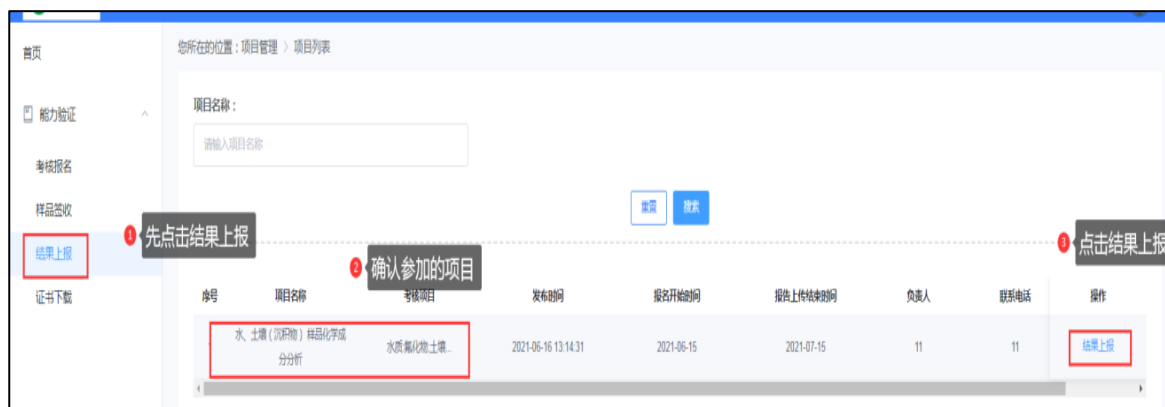 首页
您所在的位置：项目管理 〉 项目列表
能力验证
项目名称：
请输入项目名称
考核报名
样品签收
重置 搜索
1 先点击结果上报
3 点击结果上报
结果上报
2 确认参加的项目
证书下载
序号 项目名称 考核项目 发布时间 报名开始时间 报告上传结束时间 负责人 联系电话 操作
水、土壤（沉积物）样品化学成
分分析
水质氟化物;土壤... 2021-06-16 13:14:31 2021-06-15 2021-07-15 11 11 结果上报